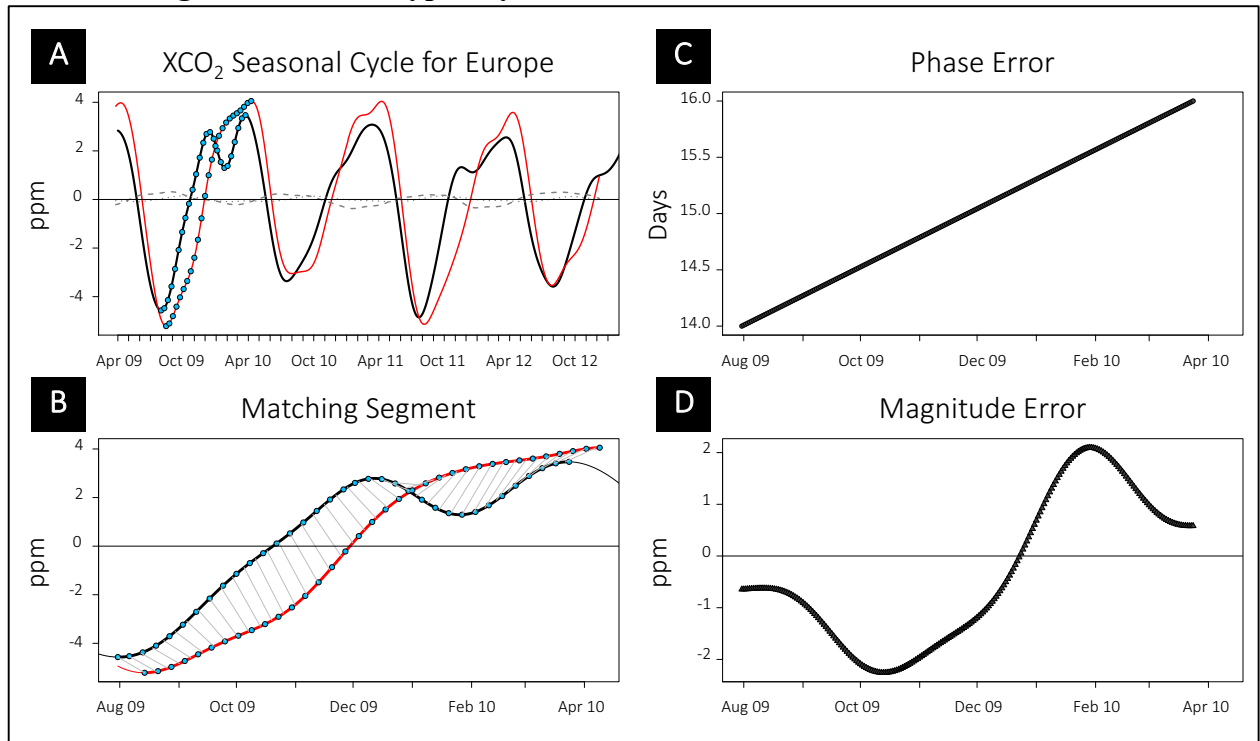 A
XCO₂ Seasonal Cycle for Europe
ppm
4
2
0
-2
-4
Apr 09 Oct 09 Apr 10 Oct 10 Apr 11 Oct 11 Apr 12 Oct 12
C
Phase Error
Days
16.0
15.5
15.0
14.5
14.0
Aug 09 Oct 09 Dec 09 Feb 10 Apr 10
B
Matching Segment
ppm
4
2
0
-2
-4
Aug 09 Oct 09 Dec 09 Feb 10 Apr 10
D
Magnitude Error
ppm
2
1
0
-1
-2
Aug 09 Oct 09 Dec 09 Feb 10 Apr 10